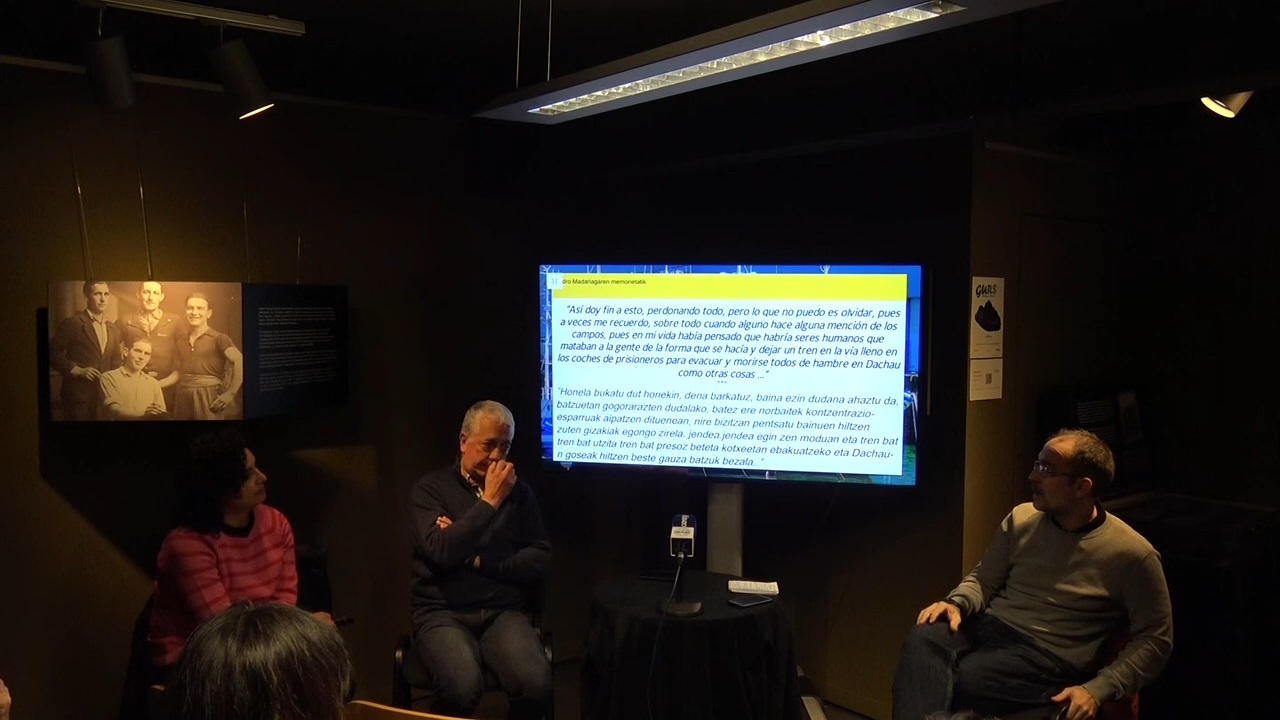 dro Madariagaren memorietatik
"Así doy fin a esto, perdonando todo, pero lo que no puedo es olvidar, pues
a veces me recuerdo, sobre todo cuando alguno hace alguna mención de los
campos, pues en mi vida había pensado que habría seres humanos que
mataban a la gente de la forma que se hacía y dejar un tren en la vía lleno en
los coches de prisioneros para evacuar y morirse todos de hambre en Dachau
como otras cosas ..."
...
"Honela bukatu dut honekin, dena barkatuz, baina ezin dudana ahaztu da,
batzuetan gogorarazten dudalako, batez ere norbaitek kontzentrazio-
esparruak aipatzen dituenean, nire bizitzan pentsatu bainuen hiltzen
zuten gizakiak egongo zirela. jendea.jendea egin zen moduan eta tren bat
tren bat utzita tren bat presoz beteta kotxeetan ebakuatzeko eta Dachau-
n goseak hiltzen beste gauza batzuk bezala..."
GURS